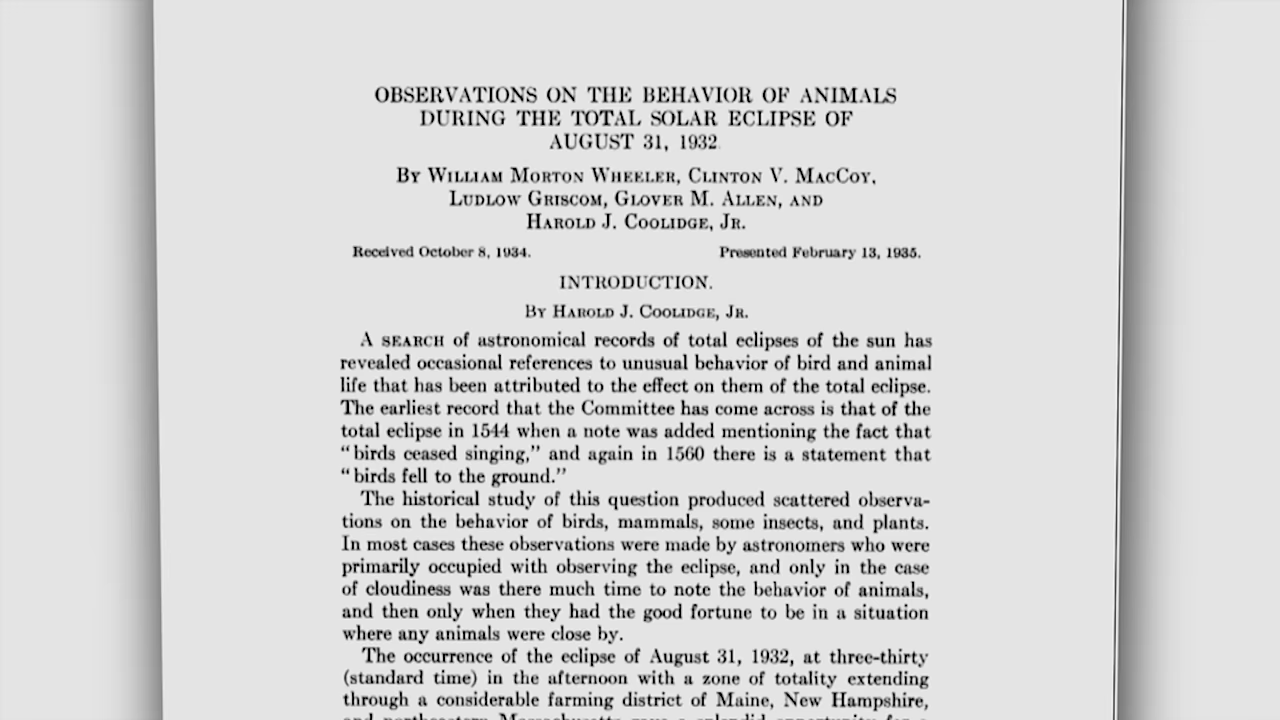 OBSERVATIONS ON THE BEHAVIOR OF ANIMALS
DURING THE TOTAL SOLAR ECLIPSE OF
AUGUST 31, 1932
By William Morton Wheeler, Clinton V. MacCoy,
Ludlow Griscom, Glover M. Allen, and
Harold J. Coolidge, Jr.
Received October 8, 1934. Presented February 13, 1935.
INTRODUCTION.
By Harold J. Coolidge, Jr.
A search of astronomical records of total eclipses of the sun has
revealed occasional references to unusual behavior of bird and animal
life that has been attributed to the effect on them of the total eclipse.
The earliest record that the Committee has come across is that of the
total eclipse in 1544 when a note was added mentioning the fact that
“birds ceased singing,” and again in 1560 there is a statement that
“birds fell to the ground.”
The historical study of this question produced scattered observa-
tions on the behavior of birds, mammals, some insects, and plants.
In most cases these observations were made by astronomers who were
primarily occupied with observing the eclipse, and only in the case
of cloudiness was there much time to note the behavior of animals,
and then only when they had the good fortune to be in a situation
where any animals were close by.
The occurrence of the eclipse of August 31, 1932, at three-thirty
(standard time) in the afternoon with a zone of totality extending
through a considerable farming district of Maine, New Hampshire,